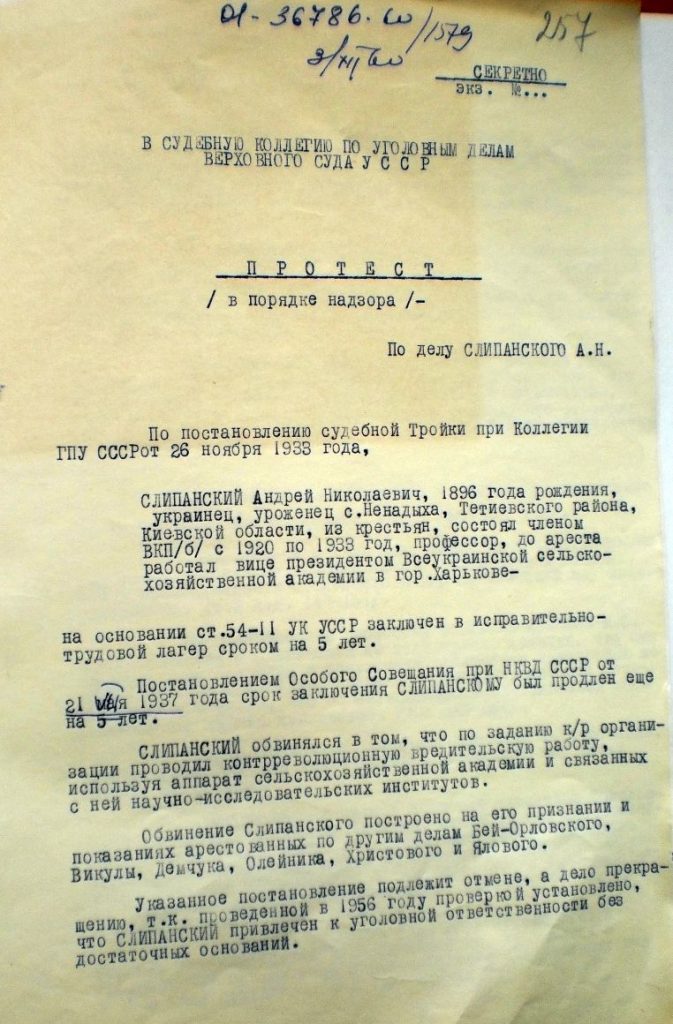 01-36786.60/1579
257
3/XII 60
СЕКРЕТНО
экз. №...
В СУДЕБНУЮ КОЛЛЕГИЮ ПО УГОЛОВНЫМ ДЕЛАМ
ВЕРХОВНОГО СУДА У С С Р
П Р О Т Е С Т
/ в порядке надзора /-
По делу СЛИПАНСКОГО А.Н.
По постановлению судебной Тройки при Коллегии
ГПУ СССРот 26 ноября 1933 года,
СЛИПАНСКИЙ Андрей Николаевич, 1896 года рождения,
украинец, уроженец с.Ненадыха, Тетиевского района,
Киевской области, из крестьян, состоял членом
ВКП/б/ с 1920 по 1933 год, профессор, до ареста
работал вице президентом Всеукраинской сельско-
хозяйственной академии в гор.Харькове-
на основании ст.54-11 УК УССР заключен в исправительно-
трудовой лагер сроком на 5 лет.
Постановлением Особого Совещания при НКВД СССР от
21 мая 1937 года срок заключения СЛИПАНСКОМУ был продлен еще
на 5 лет.
СЛИПАНСКИЙ обвинялся в том, что по заданию к/р органи-
зации проводил контрреволюционную вредительскую работу,
используя аппарат сельскохозяйственной академии и связанных
с ней научно-исследовательских институтов.
Обвинение Слипанского построено на его признании и
показаниях арестованных по другим делам Бей-Орловского,
Викулы, Демчука, Олейника, Христового и Ялового.
Указанное постановление подлежит отмене, а дело прекра-
щению, т.к. проведенной в 1956 году проверкой установлено,
что СЛИПАНСКИЙ привлечен к уголовной ответственности без
достаточных оснований.